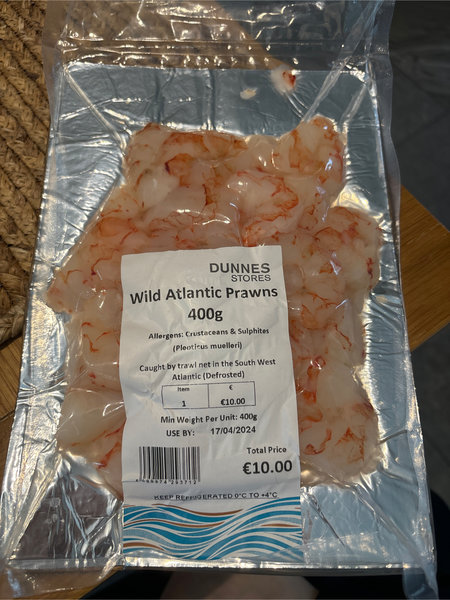 DUNNES
STORES
Wild Atlantic Prawns
400g
Allergens: Crustaceans & Sulphites
(Pleoticus muelleri)
Caught by trawl net in the South West
Atlantic (Defrosted)
Item €
1 €10.00
Min Weight Per Unit: 400g
USE BY: 17/04/2024
Total Price
€10.00
KEEP REFRIGERATED 0°C TO +4°C